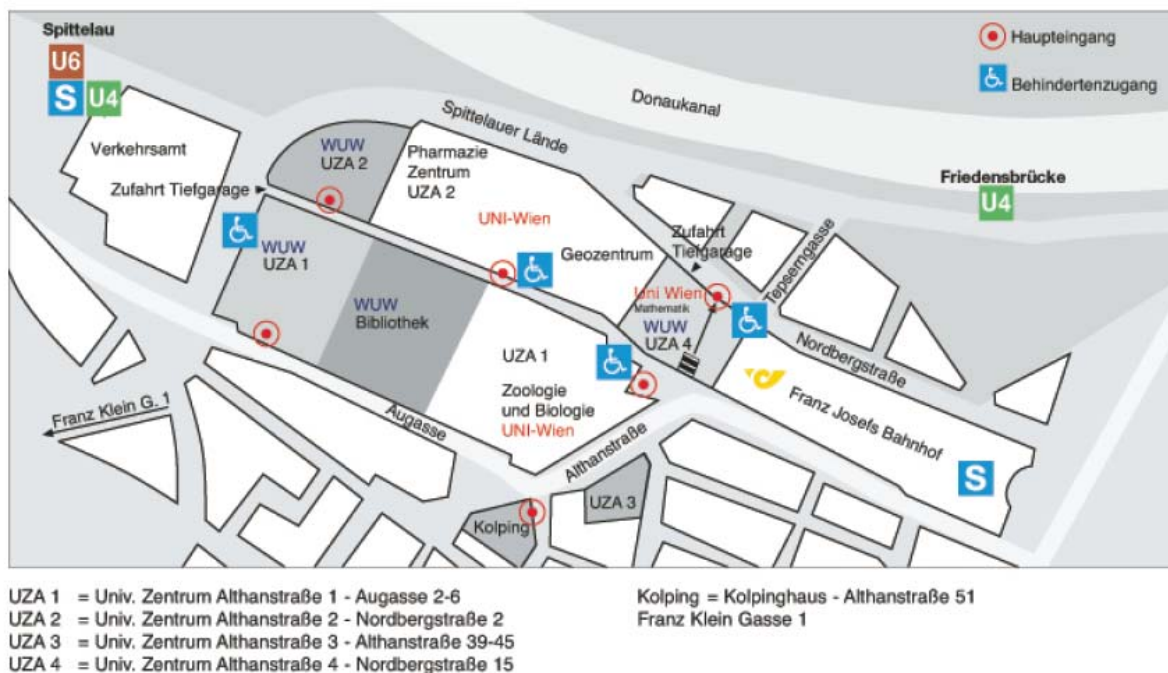 Spittelau
U6
S U4
Verkehrsamt
Zufahrt Tiefgarage
WUW
UZA 2
Pharmazie
Zentrum
UZA 2
UNI-Wien
Spittelauer Lände
Donaukanal
Haupteingang
Behindertenzugang
Friedensbrücke
U4
WUW
UZA 1
WUW
Bibliothek
Geozentrum
Zufahrt
Tiefgarage
Tepserngasse
Uni Wien
Mathematik
WUW
UZA 4
Nordbergstraße
UZA 1
Zoologie
und Biologie
UNI-Wien
Franz Josefs Bahnhof
S
Franz Klein G. 1
Augasse
Althanstraße
UZA 3
Kolping
UZA 1 = Univ. Zentrum Althanstraße 1 - Augasse 2-6
UZA 2 = Univ. Zentrum Althanstraße 2 - Nordbergstraße 2
UZA 3 = Univ. Zentrum Althanstraße 3 - Althanstraße 39-45
UZA 4 = Univ. Zentrum Althanstraße 4 - Nordbergstraße 15
Kolping = Kolpinghaus - Althanstraße 51
Franz Klein Gasse 1